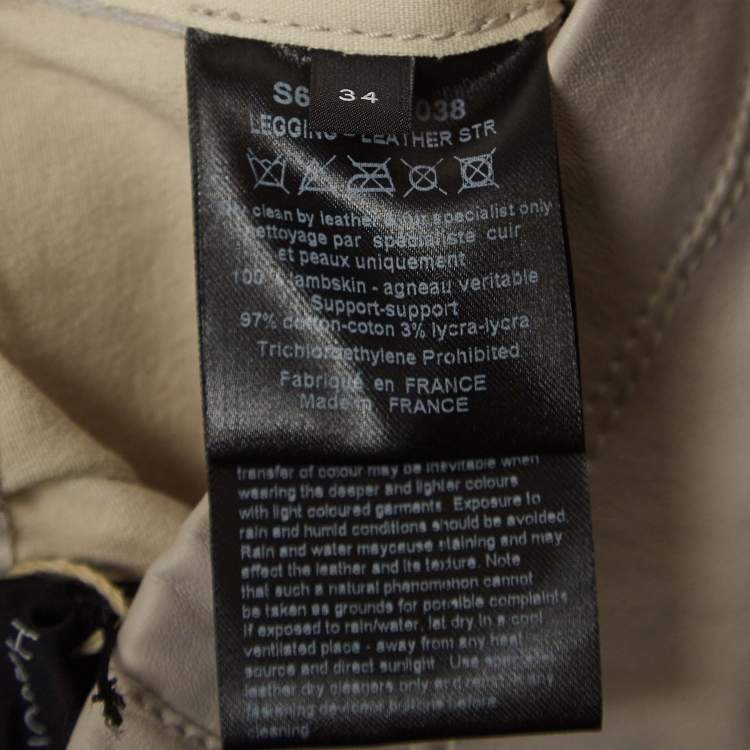 34
S6 038
LEGGING - LEATHER STR
clean by leather & fur specialist only
nettoyage par spécialiste cuir
et peaux uniquement
100% lambskin - agneau veritable
Support-support
97% cotton-coton 3% lycra-lycra
Trichloroethylene Prohibited
Fabriqué en FRANCE
Made in FRANCE
transfer of colour may be inevitable when
wearing the deeper and lighter colours
with light coloured garments. Exposure to
rain and humid conditions should be avoided.
Rain and water maycause staining and may
affect the leather and its texture. Note
that such a natural phenomenon cannot
be taken as grounds for possible complaints
If exposed to rain/water, let dry in a cool
ventilated place - away from any heat
source and direct sunlight. Use specialist
leather dry cleaners only and
buttons before
cleaning